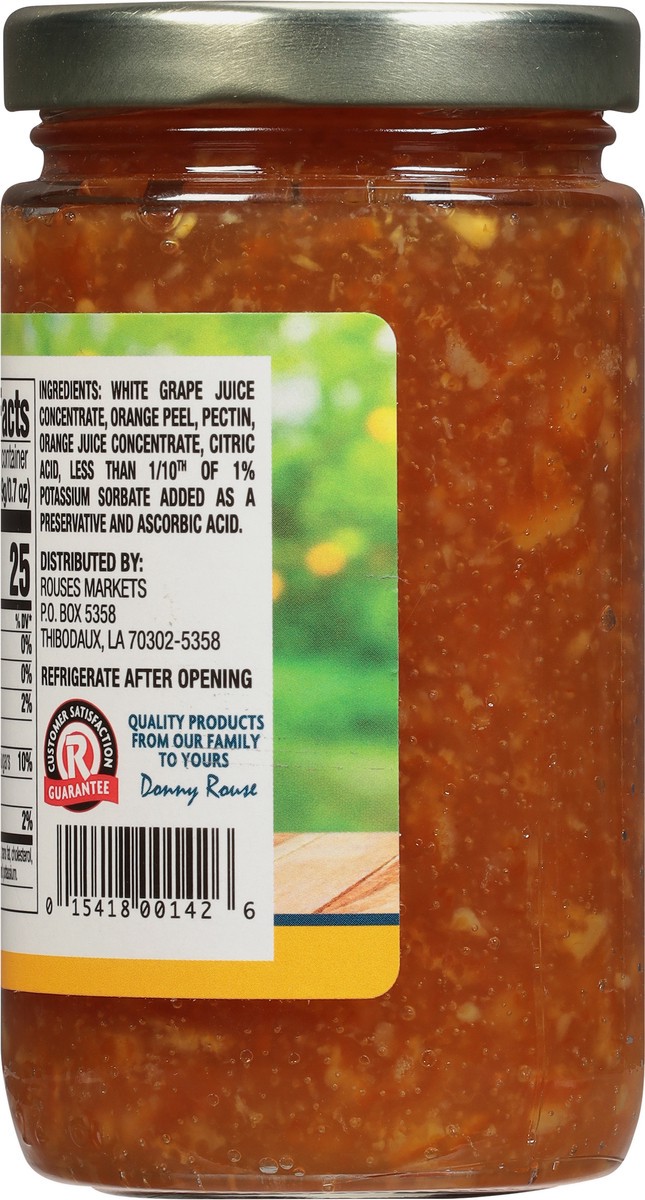 acts
container
(0.7 oz)
25
% DV*
0%
0%
2%
10%
2%
cholesterol,
INGREDIENTS: WHITE GRAPE JUICE
CONCENTRATE, ORANGE PEEL, PECTIN,
ORANGE JUICE CONCENTRATE, CITRIC
ACID, LESS THAN 1/10TH OF 1%
POTASSIUM SORBATE ADDED AS A
PRESERVATIVE AND ASCORBIC ACID.
DISTRIBUTED BY:
ROUSES MARKETS
P.O. BOX 5358
THIBODAUX, LA 70302-5358
REFRIGERATE AFTER OPENING
CUSTOMER SATISFACTION
R
GUARANTEE
QUALITY PRODUCTS
FROM OUR FAMILY
TO YOURS
Donny Rouse
0 15418 00142 6